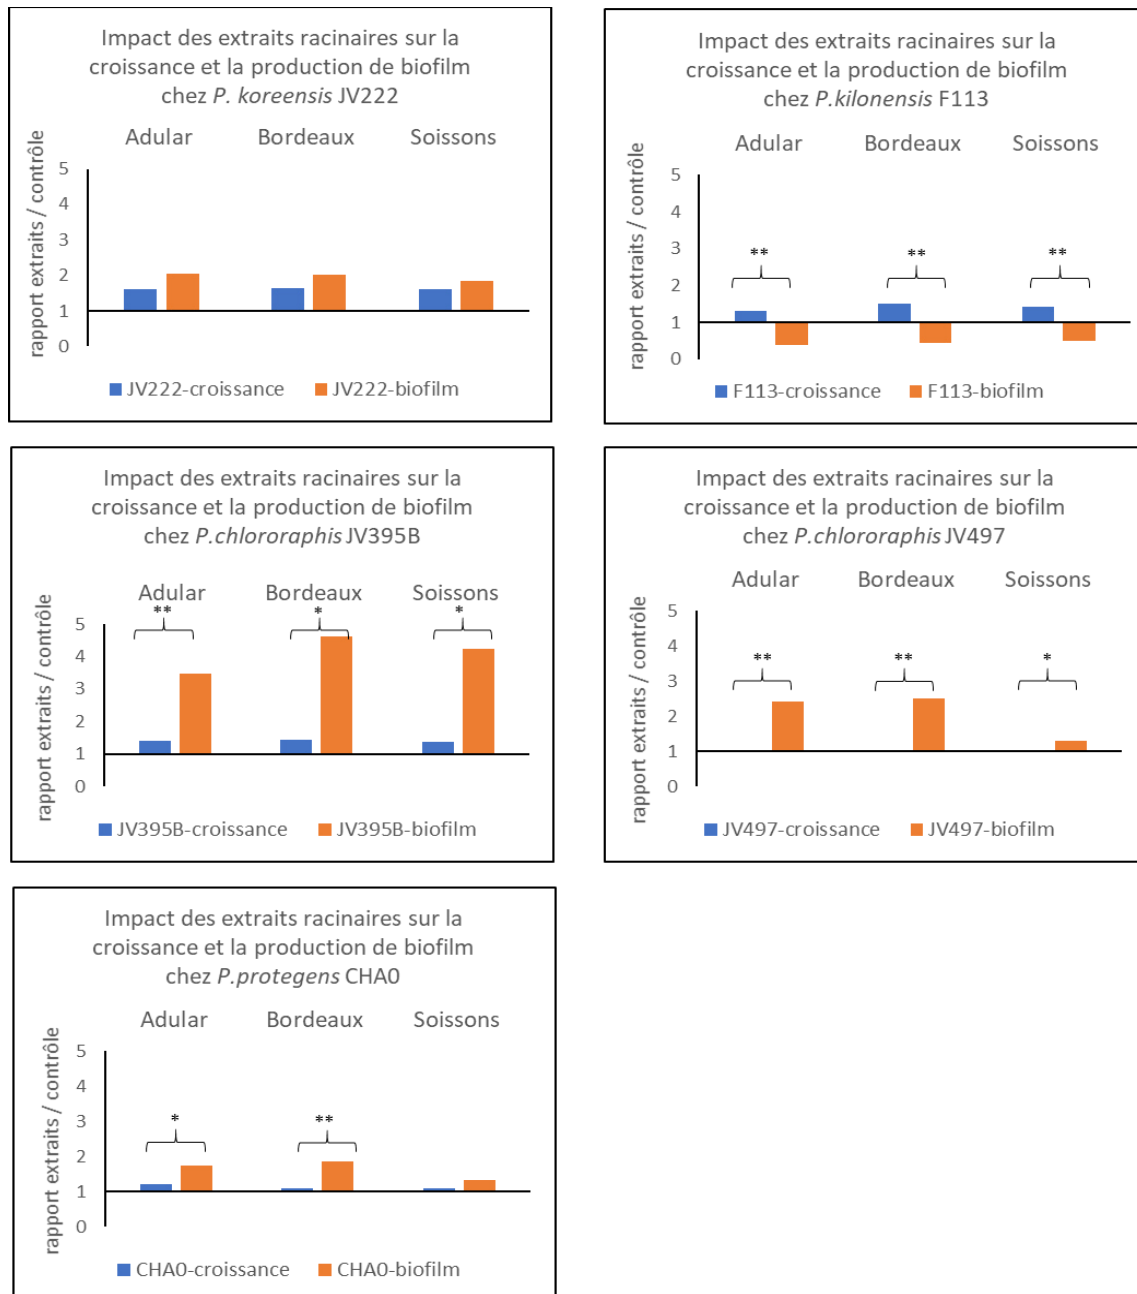 Impact des extraits racinaires sur la
croissance et la production de biofilm
chez P. koreensis JV222
Adular Bordeaux Soissons
rapport extraits / contrôle
5
4
3
2
1
0
JV222-croissance JV222-biofilm
Impact des extraits racinaires sur la
croissance et la production de biofilm
chez P.kilonensis F113
Adular Bordeaux Soissons
rapport extraits / contrôle
5
4
3
2
1
0
** ** **
F113-croissance F113-biofilm
Impact des extraits racinaires sur la
croissance et la production de biofilm
chez P.chlororaphis JV395B
Adular Bordeaux Soissons
** * *
rapport extraits / contrôle
5
4
3
2
1
0
JV395B-croissance JV395B-biofilm
Impact des extraits racinaires sur la
croissance et la production de biofilm
chez P.chlororaphis JV497
Adular Bordeaux Soissons
rapport extraits / contrôle
5
4
3
2
1
0
** ** *
JV497-croissance JV497-biofilm
Impact des extraits racinaires sur la
croissance et la production de biofilm
chez P.protegens CHA0
Adular Bordeaux Soissons
rapport extraits / contrôle
5
4
3
2
1
0
* **
CHA0-croissance CHA0-biofilm